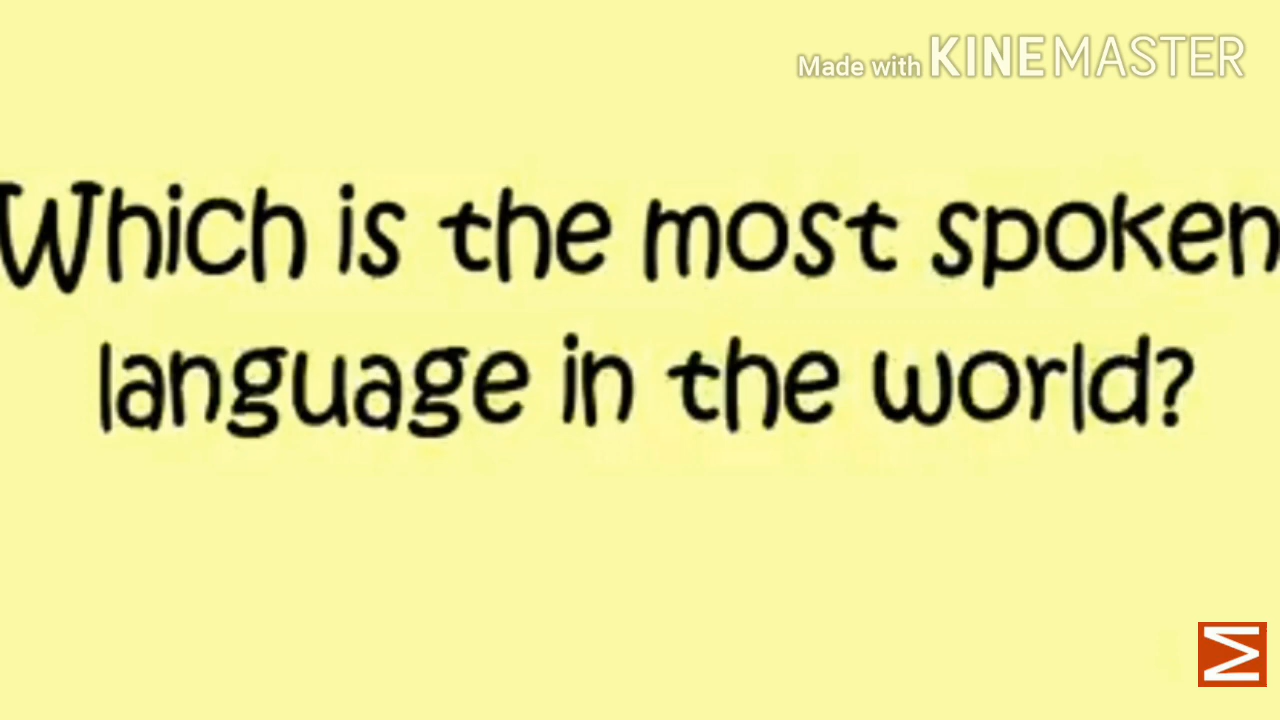 Made with KINEMASTER
Which is the most spoken
language in the world?